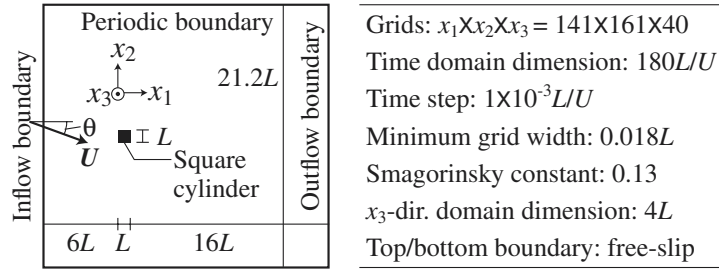 Periodic boundary
x2
x3 x1
21.2L
Inflow boundary
θ
U
L
Square
cylinder
Outflow boundary
6L L 16L
Grids: x1Xx2Xx3 = 141X161X40
Time domain dimension: 180L/U
Time step: 1X10-3L/U
Minimum grid width: 0.018L
Smagorinsky constant: 0.13
x3-dir. domain dimension: 4L
Top/bottom boundary: free-slip